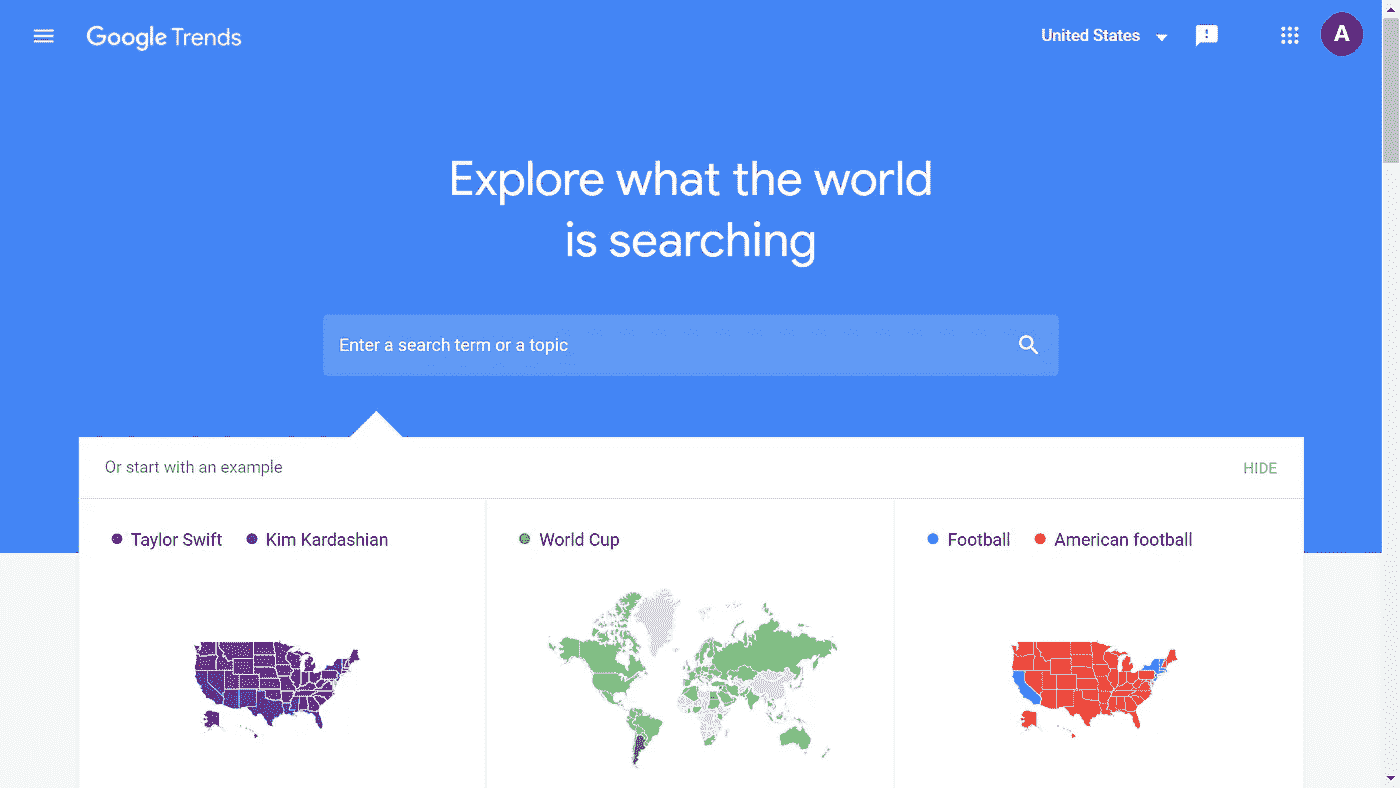 Google Trends
United States
A
Explore what the world
is searching
Enter a search term or a topic
Or start with an example
HIDE
Taylor Swift Kim Kardashian
World Cup
Football American football